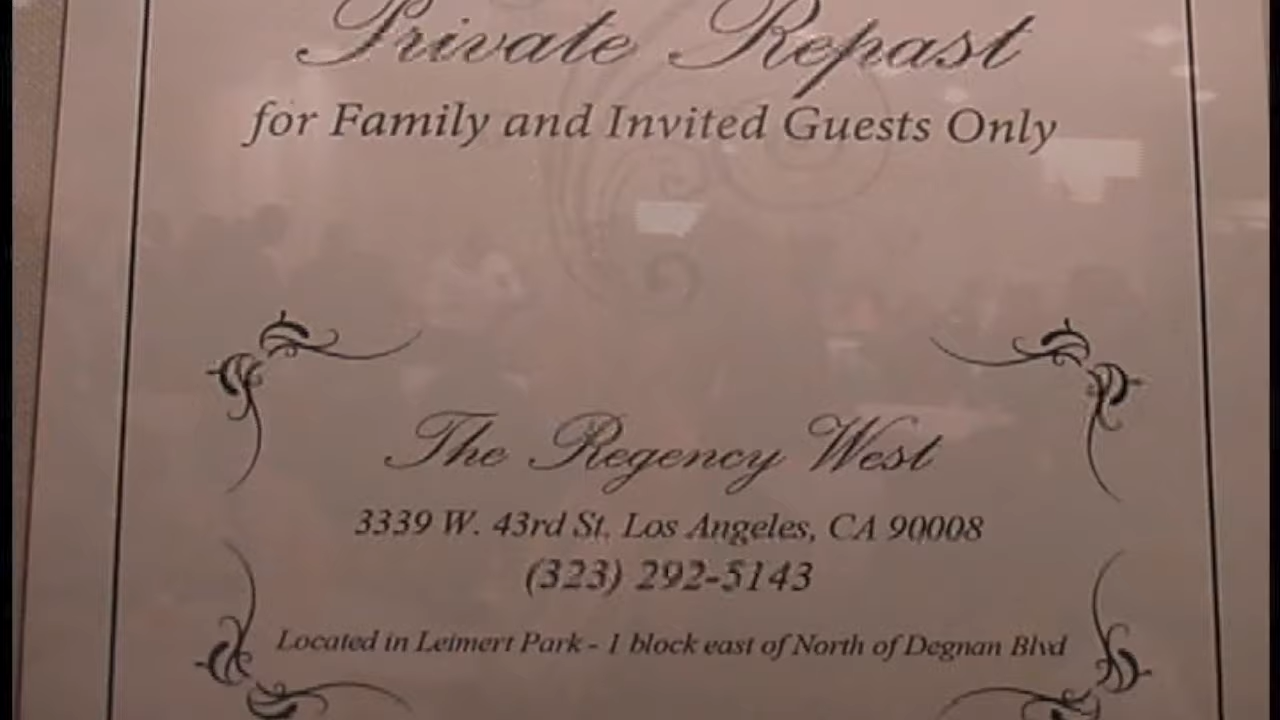 Private Repast
for Family and Invited Guests Only
The Regency West
3339 W. 43rd St, Los Angeles, CA 90008
(323) 292-5143
Located in Leimert Park - 1 block east of North of Degnan Blvd